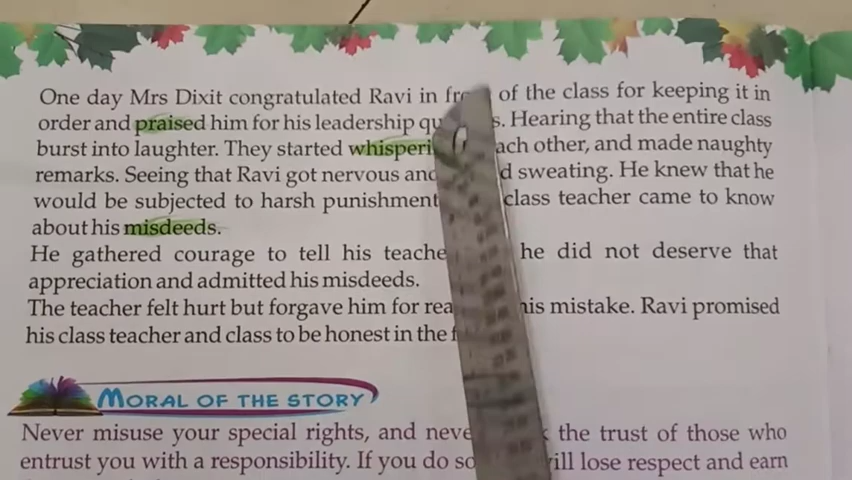 One day Mrs Dixit congratulated Ravi in of the class for keeping it in
order and praised him for his leadership Hearing that the entire class
burst into laughter. They started each other, and made naughty
remarks. Seeing that Ravi got nervous and sweating. He knew that he
would be subjected to harsh punishment class teacher came to know
about his misdeeds.
He gathered courage to tell his he did not deserve that
appreciation and admitted his misdeeds.
The teacher felt hurt but forgave him for his mistake. Ravi promised
his class teacher and class to be honest in the
MORAL OF THE STORY
Never misuse your special rights, and the trust of those who
entrust you with a responsibility. If you do so will lose respect and earn